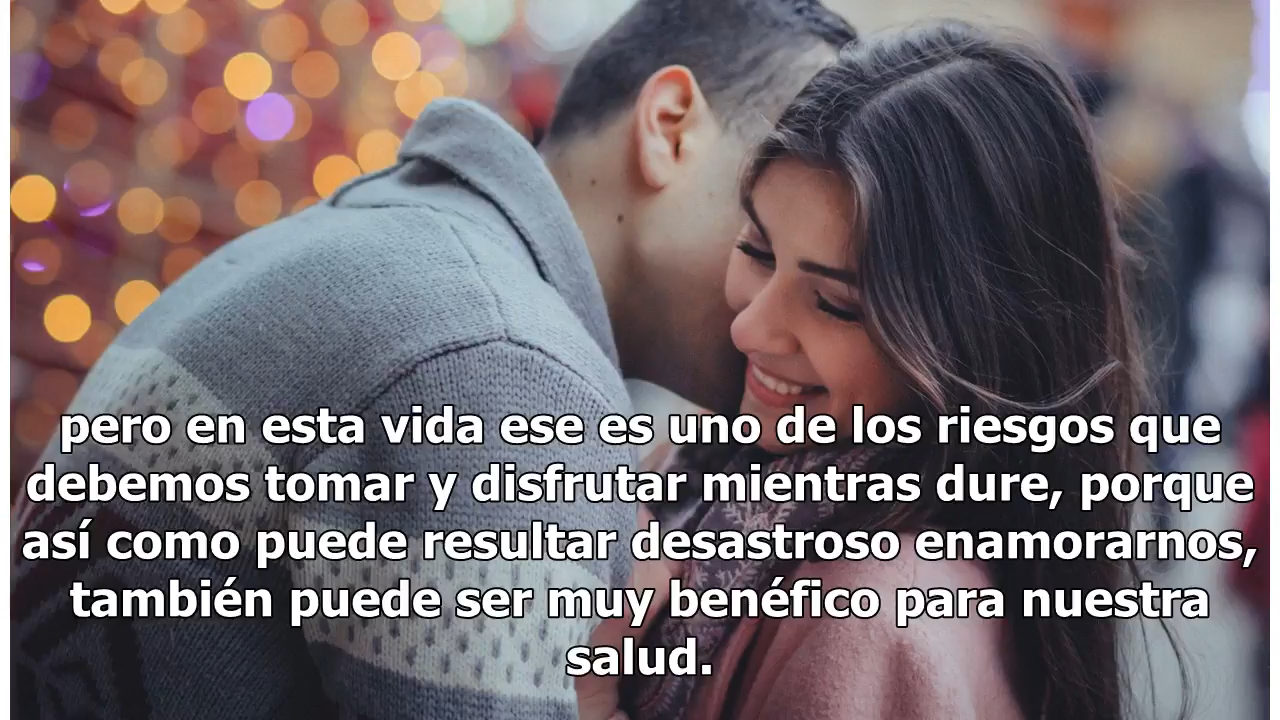 pero en esta vida ese es uno de los riesgos que
debemos tomar y disfrutar mientras dure, porque
así como puede resultar desastroso enamorarnos,
también puede ser muy benéfico para nuestra
salud.